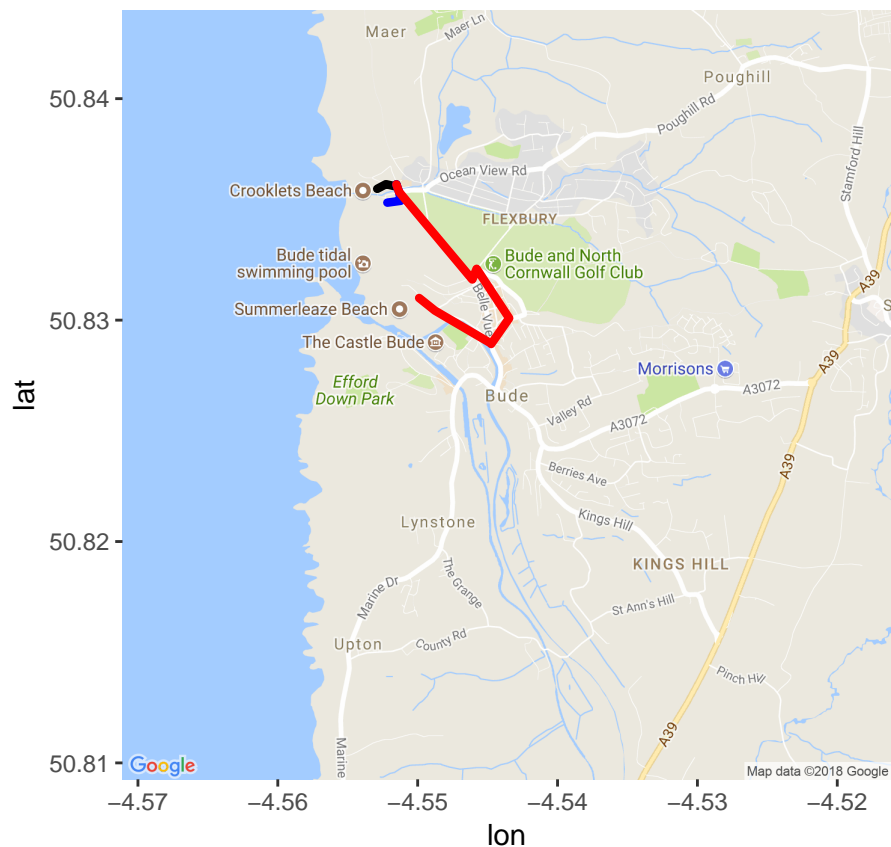 Maer
Maer Ln
Poughill
50.84
Poughill Rd
Stamford Hill
Ocean View Rd
Crooklets Beach
FLEXBURY
Bude tidal
swimming pool
Bude and North
Cornwall Golf Club
A39
Belle Vue
Summerleaze Beach
50.83
S
The Castle Bude
A39
Morrisons
Efford
Down Park
A3072
Bude
Valley Rd
A3072
lat
A39
Berries Ave
Lynstone
Kings Hill
50.82
The Grange
KINGS HILL
Marine Dr
St Ann's Hill
Upton
County Rd
Pinch Hill
Marine
A39
50.81
Google
Map data ©2018 Google
−4.57
−4.56
−4.55
−4.54
−4.53
−4.52
lon